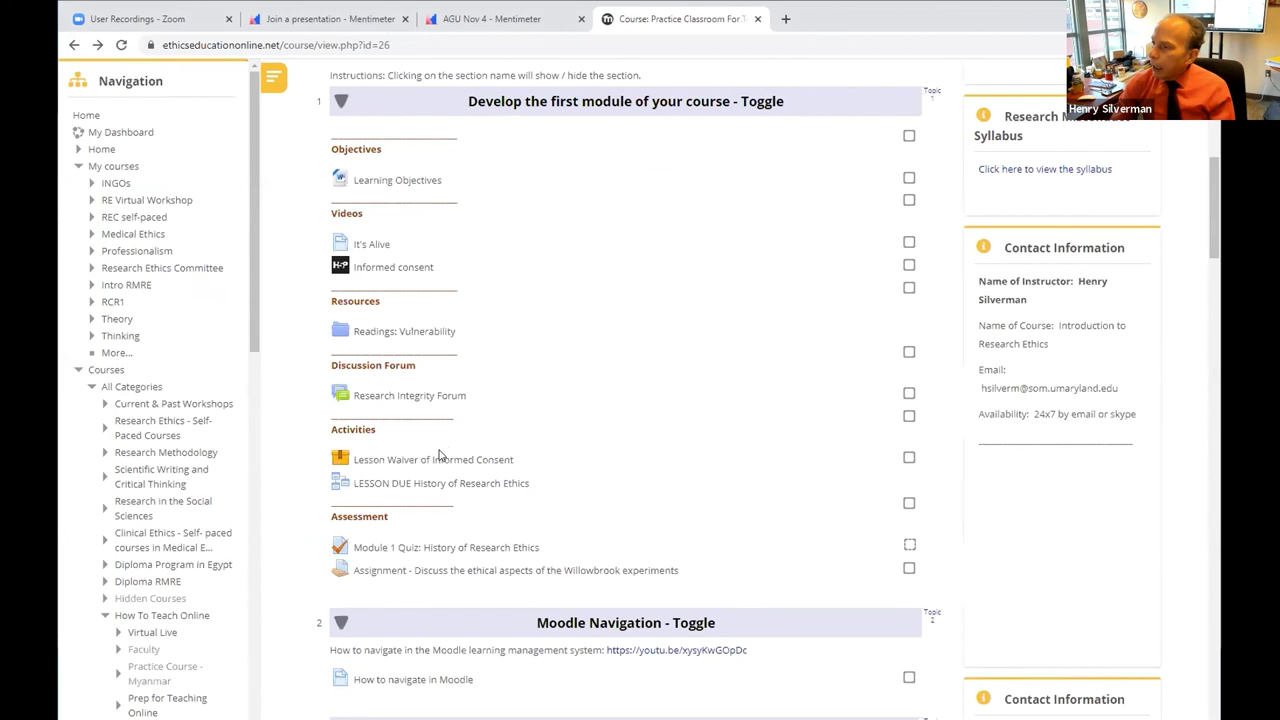 User Recordings - Zoom
Join a presentation - Mentimeter
AGU Nov 4 - Mentimeter
Course: Practice Classroom For T
ethicseducationonline.net/course/view.php?id=26
Henry Silverman
Navigation
Home
My Dashboard
Home
My courses
INGOs
RE Virtual Workshop
REC self-paced
Medical Ethics
Professionalism
Research Ethics Committee
Intro RMRE
RCR1
Theory
Thinking
More...
Courses
All Categories
Current & Past Workshops
Research Ethics - Self-
Paced Courses
Research Methodology
Scientific Writing and
Critical Thinking
Research in the Social
Sciences
Clinical Ethics - Self- paced
courses in Medical E...
Diploma Program in Egypt
Diploma RMRE
Hidden Courses
How To Teach Online
Virtual Live
Faculty
Practice Course -
Myanmar
Prep for Teaching
Online
Instructions: Clicking on the section name will show / hide the section.
1
Develop the first module of your course - Toggle
Topic
1
Objectives
Learning Objectives
Videos
It's Alive
H-P
Informed consent
Resources
Readings: Vulnerability
Discussion Forum
Research Integrity Forum
Activities
Lesson Waiver of Informed Consent
LESSON DUE History of Research Ethics
Assessment
Module 1 Quiz: History of Research Ethics
Assignment - Discuss the ethical aspects of the Willowbrook experiments
2
Moodle Navigation - Toggle
Topic
2
How to navigate in the Moodle learning management system: https://youtu.be/xysyKwGOpDc
How to navigate in Moodle
Research
Syllabus
Click here to view the syllabus
Contact Information
Name of Instructor: Henry
Silverman
Name of Course: Introduction to
Research Ethics
Email:
hsilverm@som.umaryland.edu
Availability: 24x7 by email or skype
Contact Information